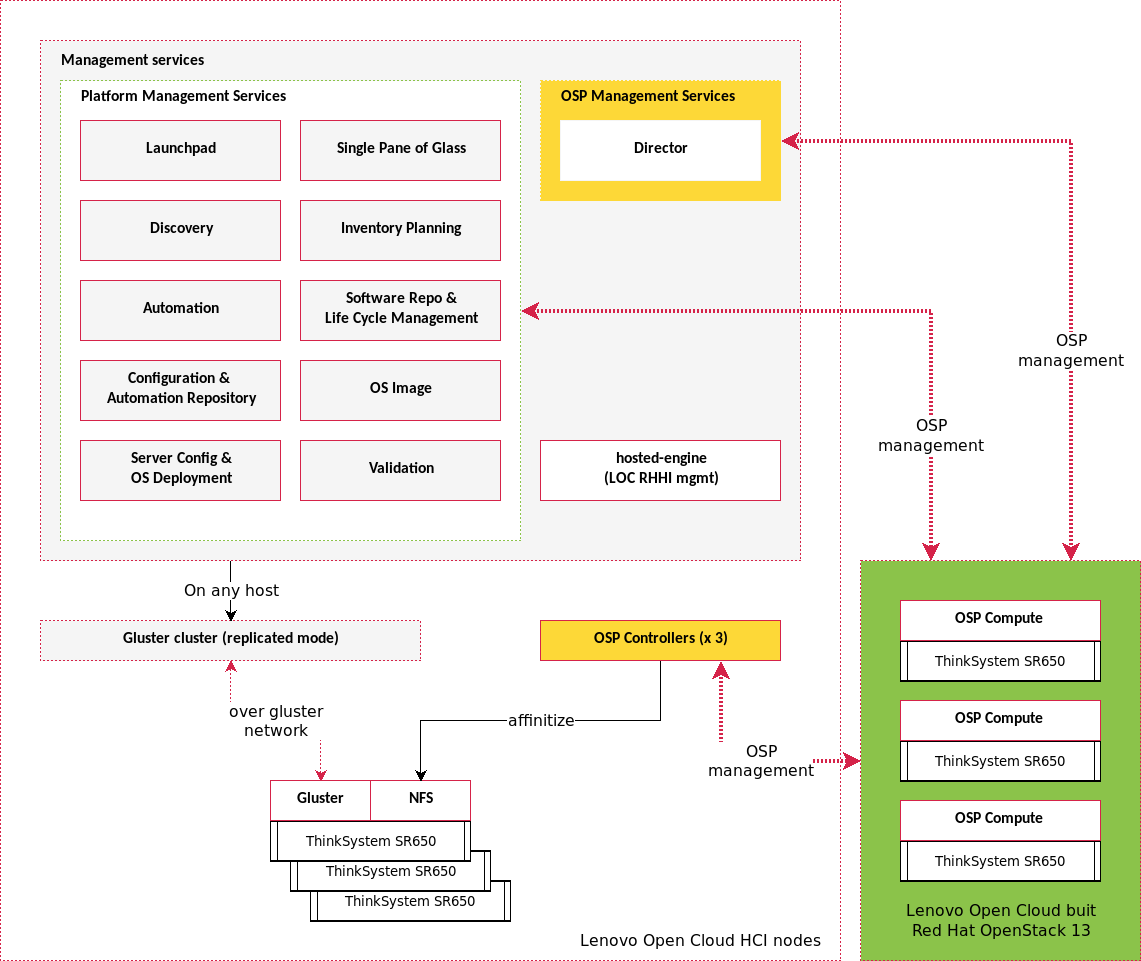 Management services
Platform Management Services
OSP Management Services
Launchpad
Single Pane of Glass
Director
Discovery
Inventory Planning
Automation
Software Repo &
Life Cycle Management
Configuration &
Automation Repository
OS Image
Server Config &
OS Deployment
Validation
hosted-engine
(LOC RHHI mgmt)
OSP
management
OSP
management
On any host
Gluster cluster (replicated mode)
OSP Controllers (x 3)
over gluster
network
affinitize
OSP
management
Gluster
NFS
ThinkSystem SR650
ThinkSystem SR650
ThinkSystem SR650
Lenovo Open Cloud HCI nodes
OSP Compute
ThinkSystem SR650
OSP Compute
ThinkSystem SR650
OSP Compute
ThinkSystem SR650
Lenovo Open Cloud buit
Red Hat OpenStack 13